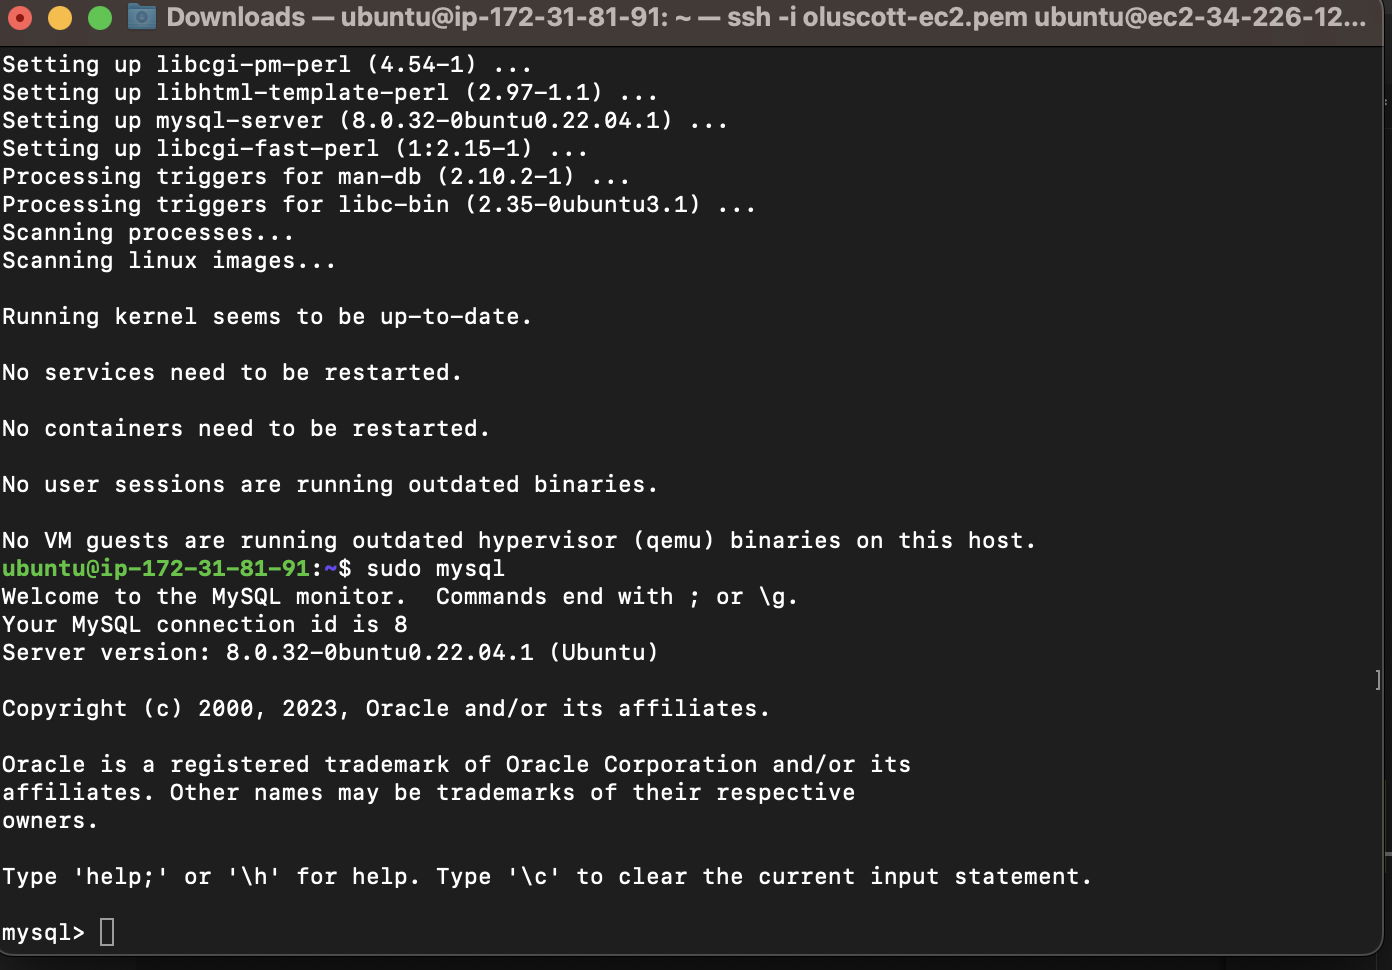 Downloads — ubuntu@ip-172-31-81-91: ~ — ssh -i oluscott-ec2.pem ubuntu@ec2-34-226-12...
Setting up libcgi-pm-perl (4.54-1) ...
Setting up libhtml-template-perl (2.97-1.1) ...
Setting up mysql-server (8.0.32-0buntu0.22.04.1) ...
Setting up libcgi-fast-perl (1:2.15-1) ...
Processing triggers for man-db (2.10.2-1) ...
Processing triggers for libc-bin (2.35-0ubuntu3.1) ...
Scanning processes...
Scanning linux images...
Running kernel seems to be up-to-date.
No services need to be restarted.
No containers need to be restarted.
No user sessions are running outdated binaries.
No VM guests are running outdated hypervisor (qemu) binaries on this host.
ubuntu@ip-172-31-81-91:~$ sudo mysql
Welcome to the MySQL monitor.  Commands end with ; or \g.
Your MySQL connection id is 8
Server version: 8.0.32-0buntu0.22.04.1 (Ubuntu)
Copyright (c) 2000, 2023, Oracle and/or its affiliates.
Oracle is a registered trademark of Oracle Corporation and/or its
affiliates. Other names may be trademarks of their respective
owners.
Type 'help;' or '\h' for help. Type '\c' to clear the current input statement.
mysql>